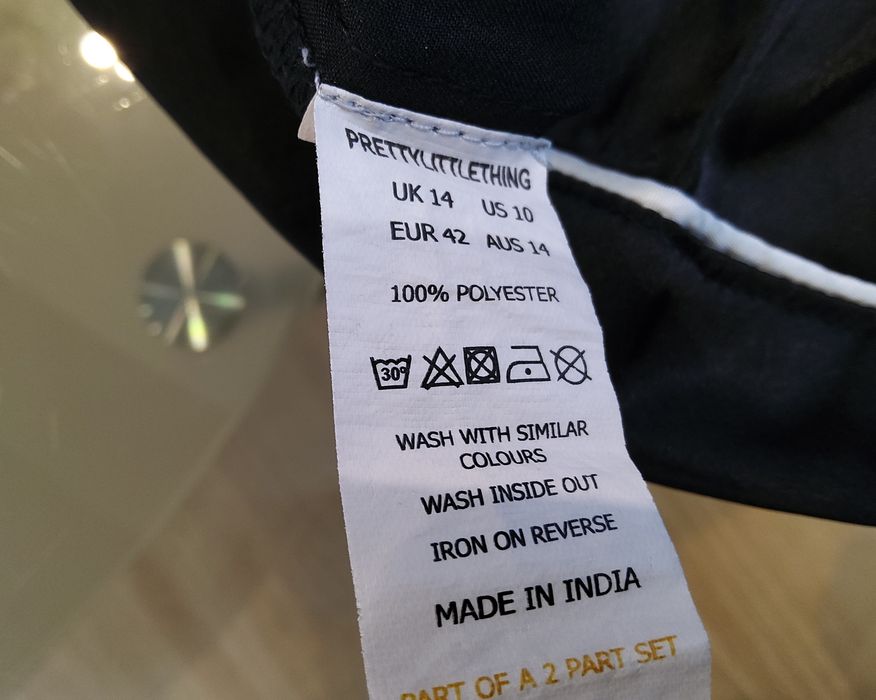 PRETTYLITTLETHING
UK 14 US 10
EUR 42 AUS 14
100% POLYESTER
30°
WASH WITH SIMILAR
COLOURS
WASH INSIDE OUT
IRON ON REVERSE
MADE IN INDIA
PART OF A 2 PART SET